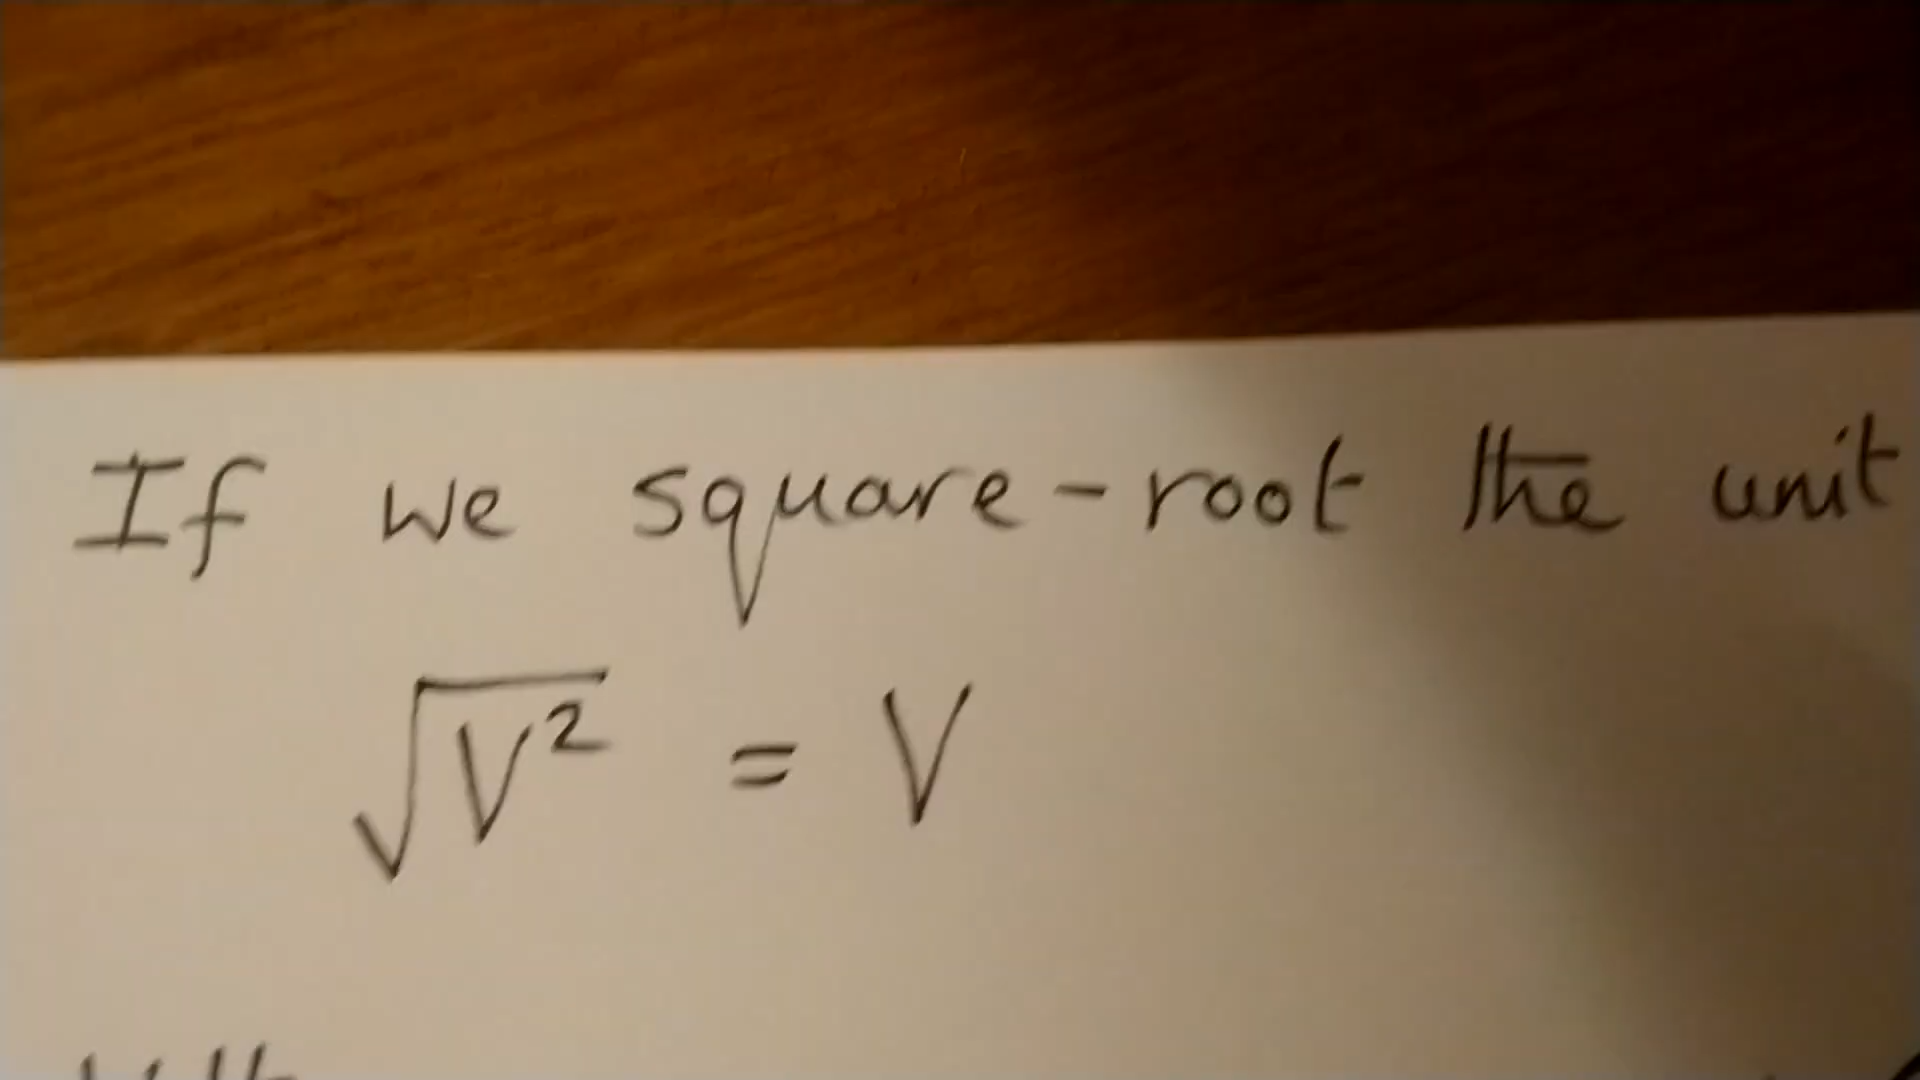 If we square-root the unit
√V² = V